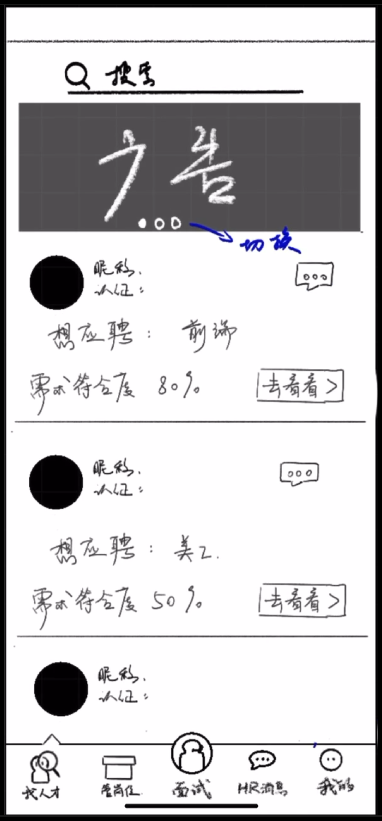 搜索
广告
切换
昵称.
认证:
想应聘: 前端
需求符合度 80%
去看看>
昵称.
认证:
想应聘: 美工.
需求符合度 50%
去看看>
昵称.
认证:
找人才
管岗位
面试
HR消息
我的